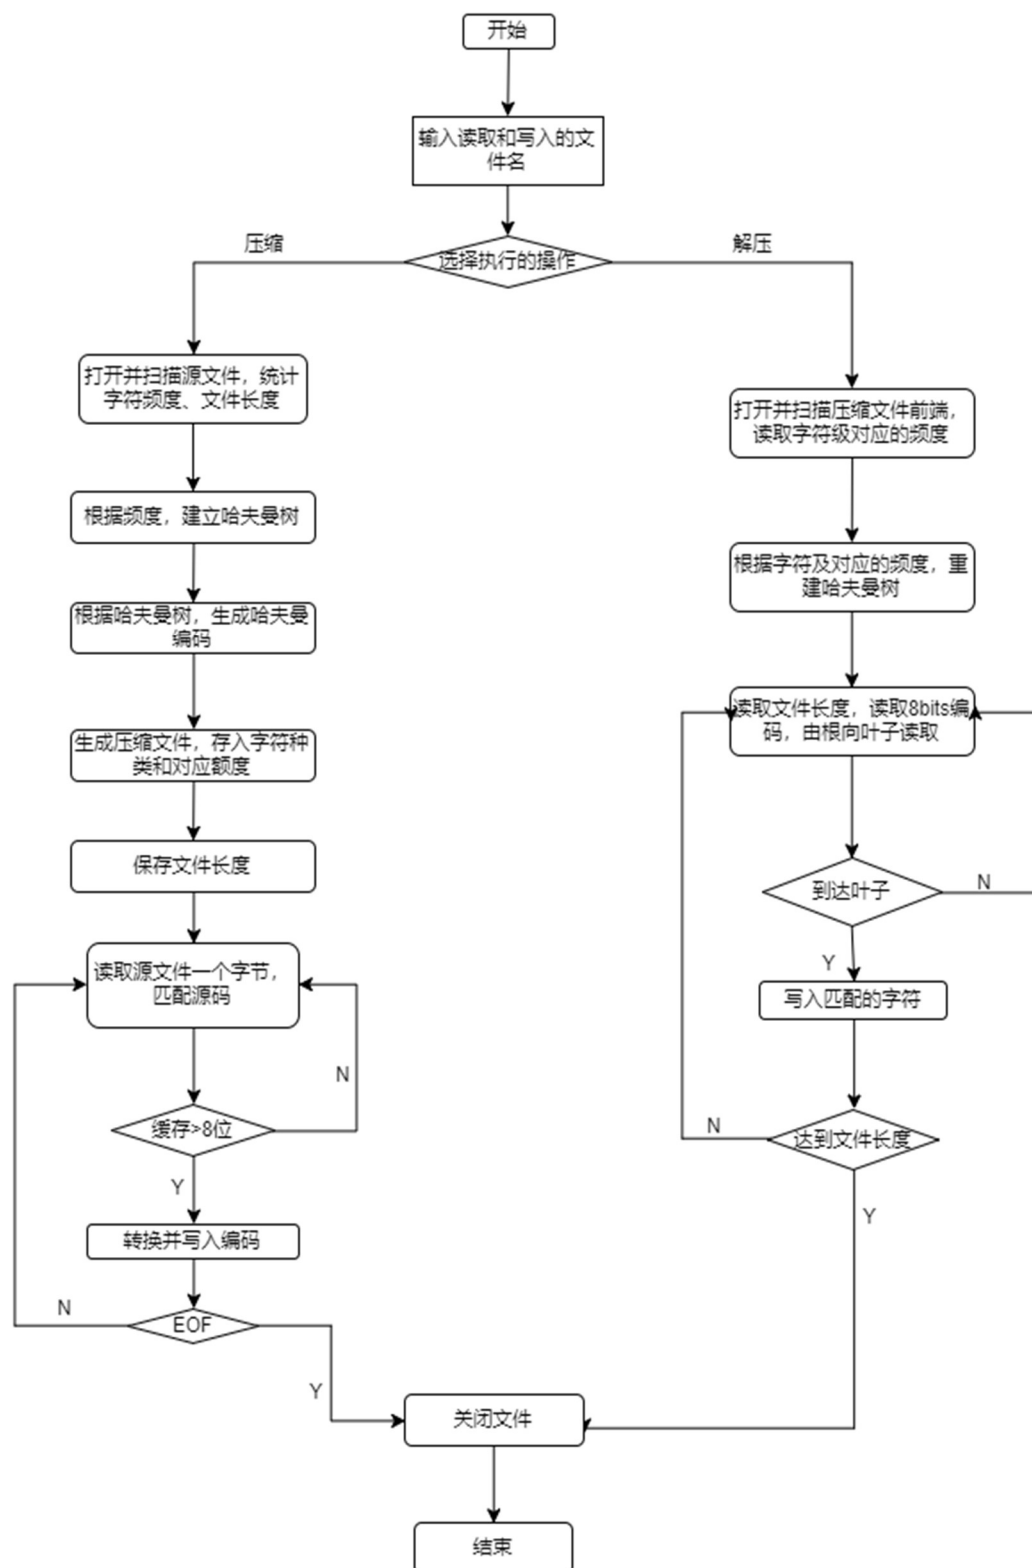 开始
输入读取和写入的文
件名
压缩
选择执行的操作
解压
打开并扫描源文件，统计
字符频度、文件长度
根据频度，建立哈夫曼树
根据哈夫曼树，生成哈夫曼
编码
生成压缩文件，存入字符种
类和对应额度
保存文件长度
读取源文件一个字节，
匹配源码
N
缓存>8位
Y
转换并写入编码
N
EOF
Y
打开并扫描压缩文件前端，
读取字符级对应的频度
根据字符及对应的频度，重
建哈夫曼树
读取文件长度，读取8bits编
码，由根向叶子读取
到达叶子
N
Y
写入匹配的字符
N
达到文件长度
Y
关闭文件
结束